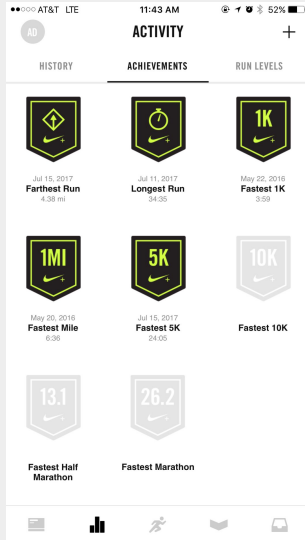 AT&T LTE 11:43 AM 52%
AD ACTIVITY +
HISTORY ACHIEVEMENTS RUN LEVELS
1K
Jul 15, 2017
Farthest Run
4.38 mi
Jul 11, 2017
Longest Run
34:35
May 22, 2016
Fastest 1K
3:59
1MI
5K
10K
May 20, 2016
Fastest Mile
6:36
Jul 15, 2017
Fastest 5K
24:05
Fastest 10K
13.1
26.2
Fastest Half
Marathon
Fastest Marathon